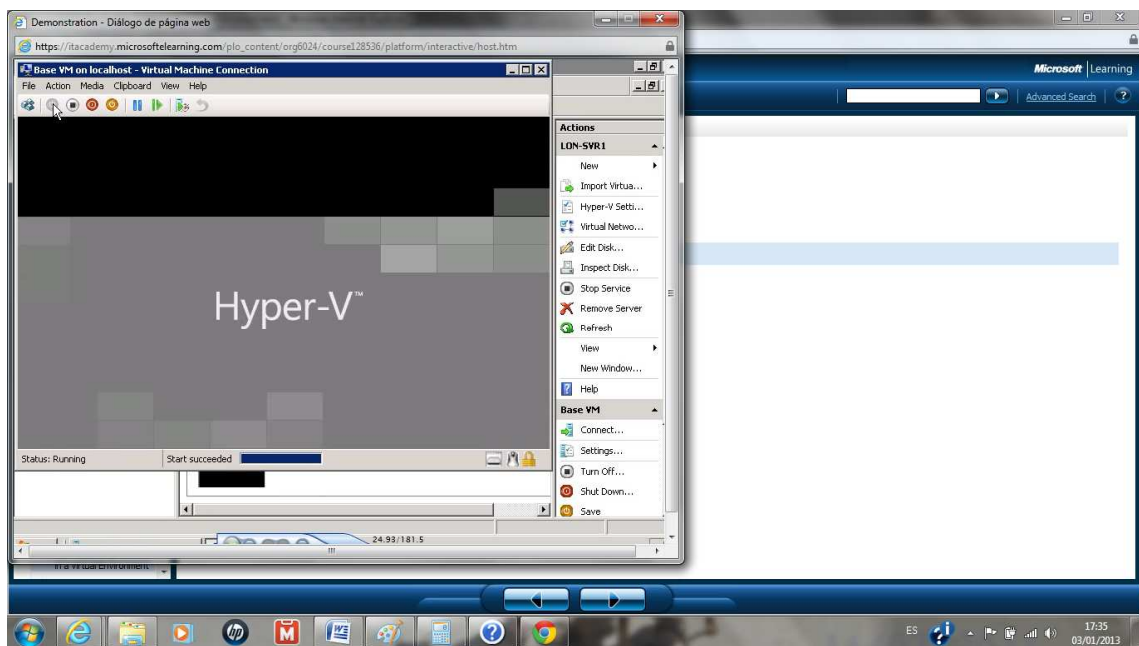 Demonstration - Diálogo de página web
https://itacademy.microsoftelearning.com/plo_content/org6024/course128536/platform/interactive/host.htm
Base VM on localhost - Virtual Machine Connection
File Action Media Clipboard View Help
Microsoft Learning
Advanced Search
Hyper-V™
Status: Running
Start succeeded
Actions
LON-SVR1
New
Import Virtua...
Hyper-V Setti...
Virtual Netwo...
Edit Disk...
Inspect Disk...
Stop Service
Remove Server
Refresh
View
New Window...
Help
Base VM
Connect...
Settings...
Turn Off...
Shut Down...
Save
24.93/181.5
in a Virtual Environment
ES
17:35
03/01/2013